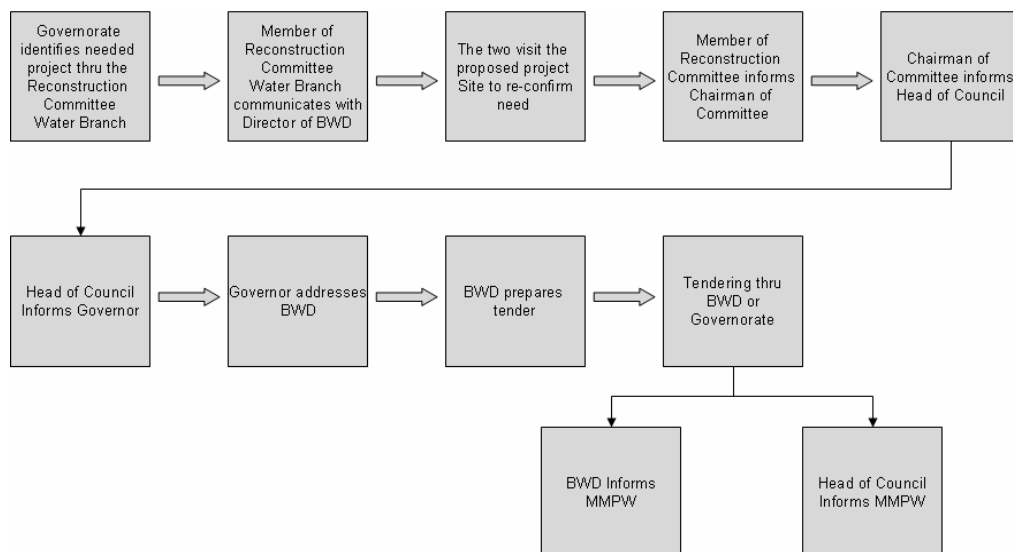 Governorate
identifies needed
project thru the
Reconstruction
Committee
Water Branch
Member of
Reconstruction
Committee
Water Branch
communicates with
Director of BWD
The two visit the
proposed project
Site to re-confirm
need
Member of
Reconstruction
Committee informs
Chairman of
Committee
Chairman of
Committee informs
Head of Council
Head of Council
Informs Governor
Governor addresses
BWD
BWD prepares
tender
Tendering thru
BWD or
Governorate
BWD Informs
MMPW
Head of Council
Informs MMPW